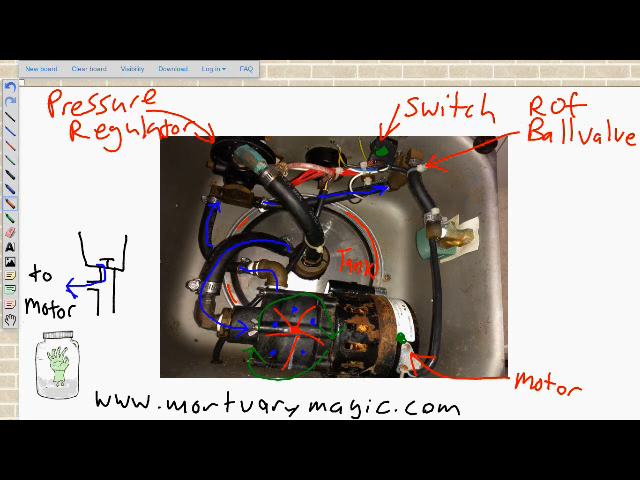 New board Clear board Visibility Download Log in FAQ
Pressure
Regulator
Switch
ROf
Ballvalve
Tank
to
motor
motor
www.mortuarymagic.com